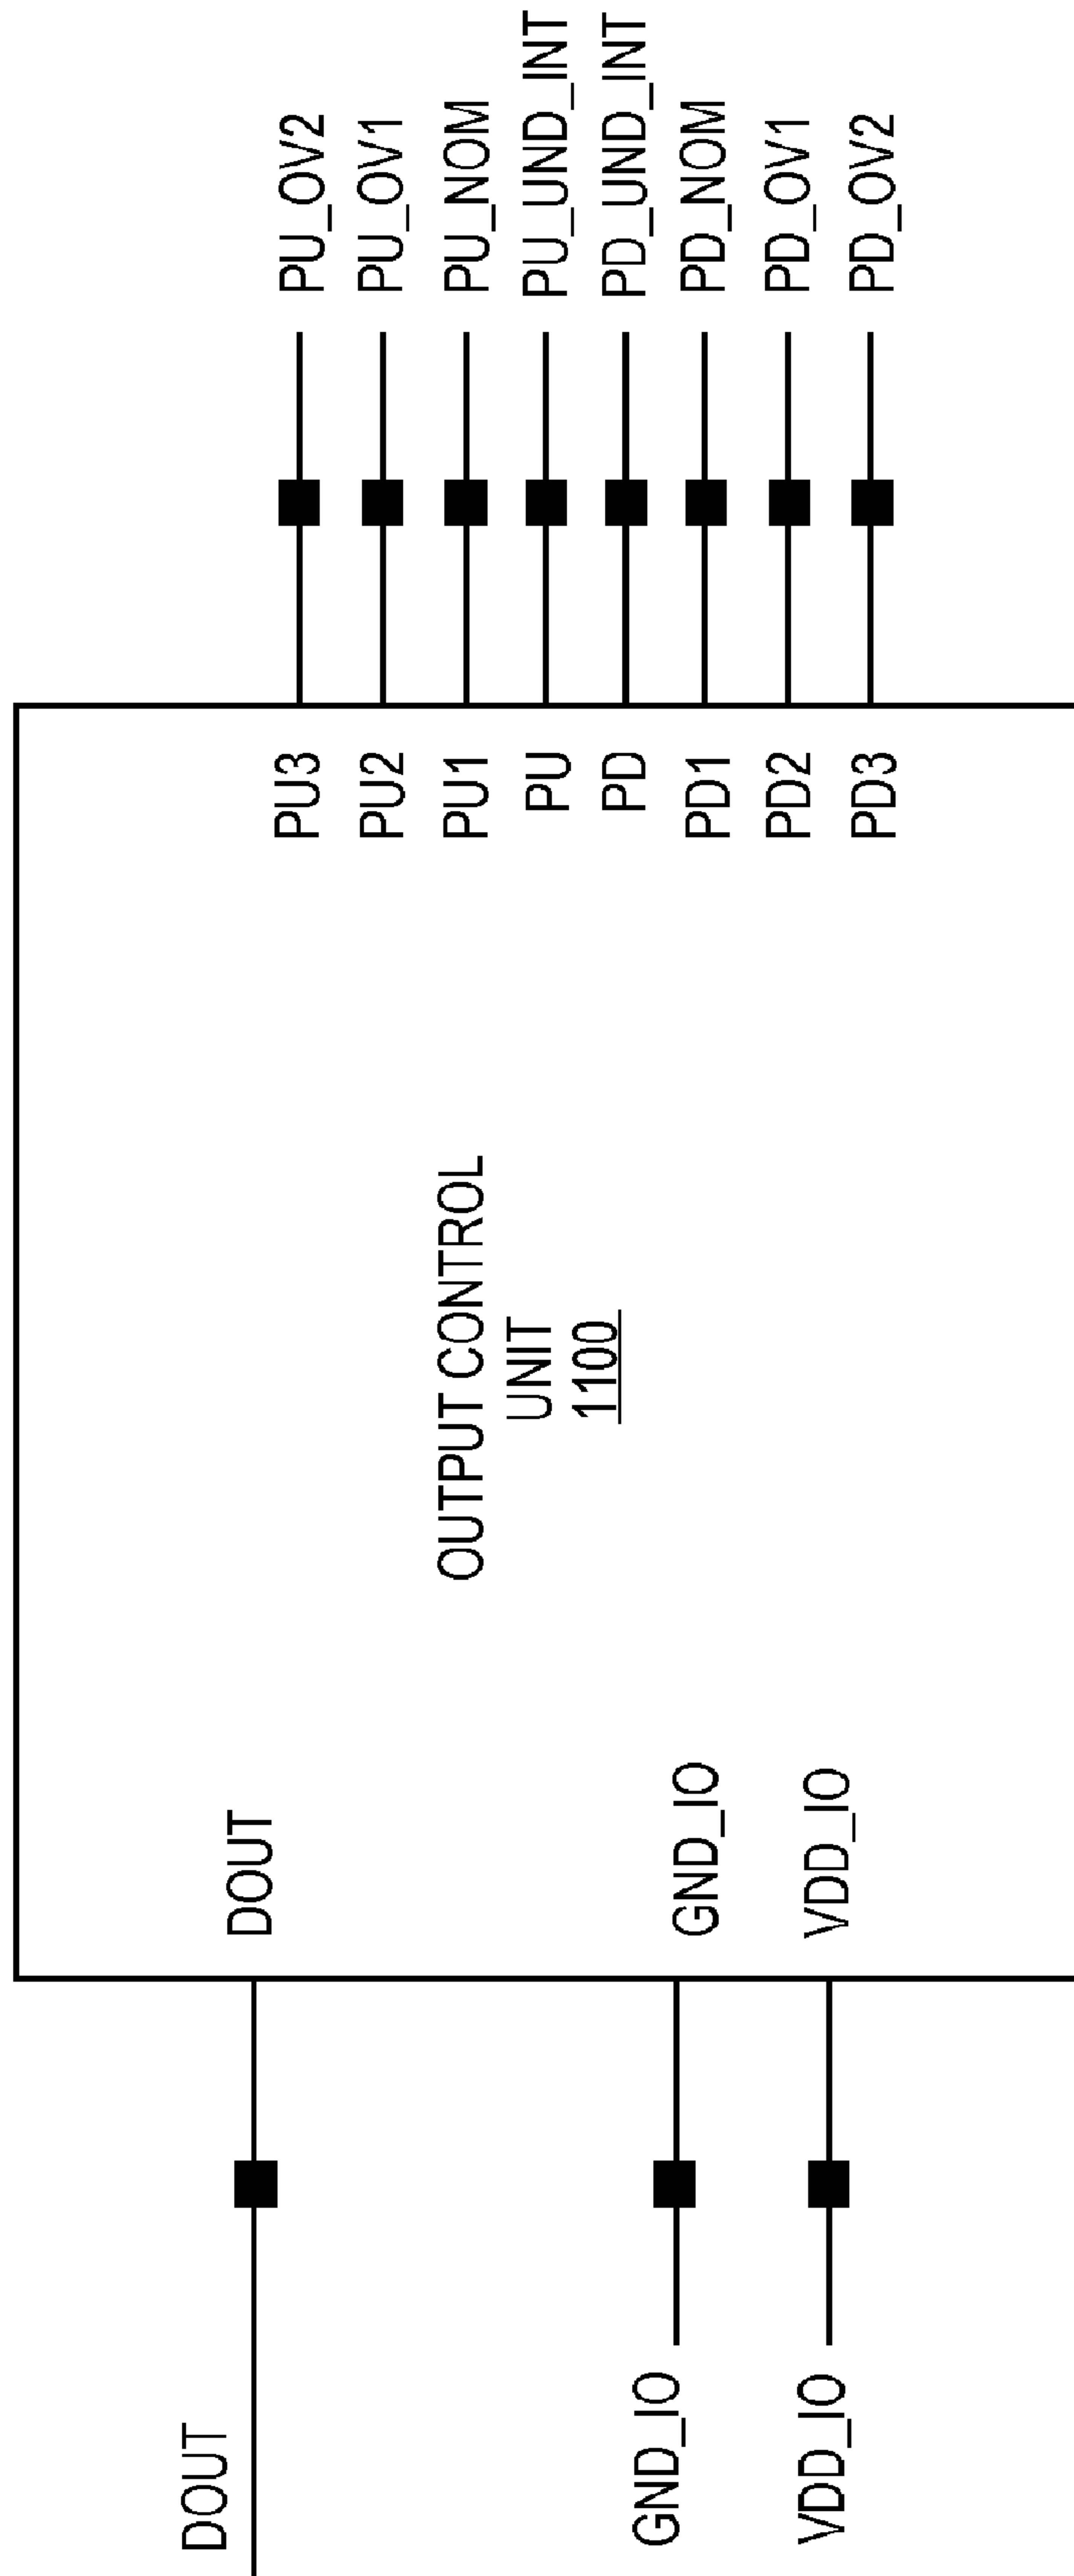 DOUT
GND_IO
VDD_IO
DOUT
GND_IO
VDD_IO
OUTPUT CONTROL
UNIT
1100
PU3
PU2
PU1
PU
PD
PD1
PD2
PD3
PU_OV2
PU_OV1
PU_NOM
PU_UND_INT
PD_UND_INT
PD_NOM
PD_OV1
PD_OV2